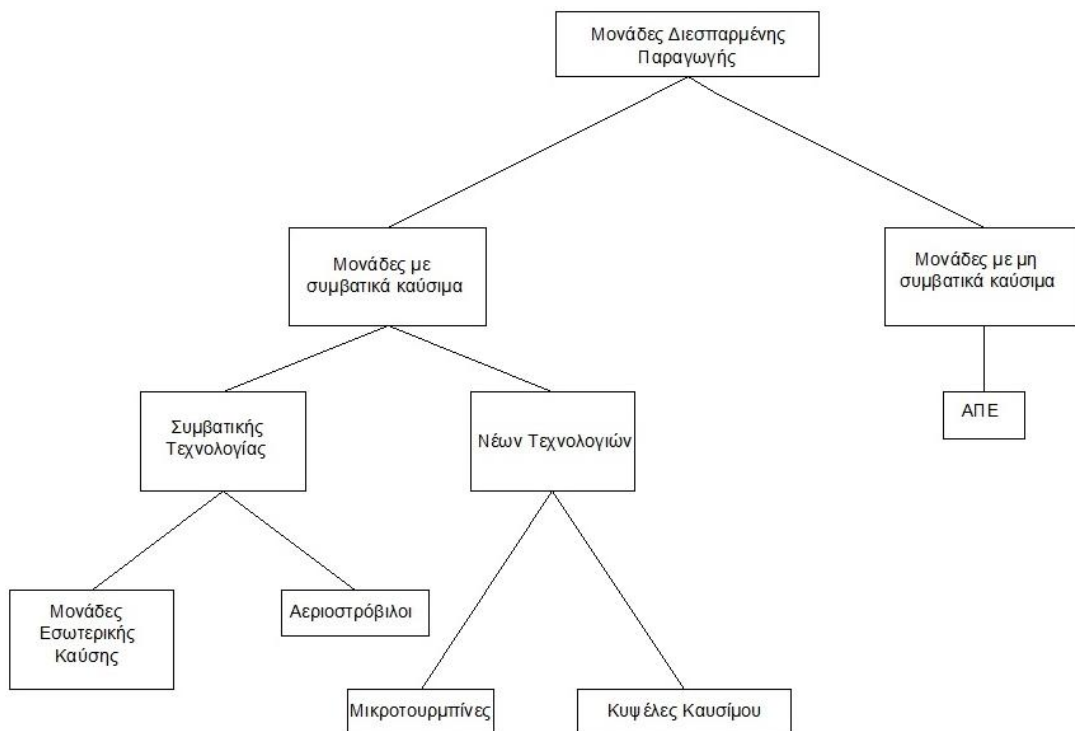 Μονάδες Διεσπαρμένης
Παραγωγής
Μονάδες με
συμβατικά καύσιμα
Μονάδες με μη
συμβατικά καύσιμα
Συμβατικής
Τεχνολογίας
Νέων Τεχνολογιών
ΑΠΕ
Μονάδες
Εσωτερικής
Καύσης
Αεριοστρόβιλοι
Μικροτουρμπίνες
Κυψέλες Καυσίμου